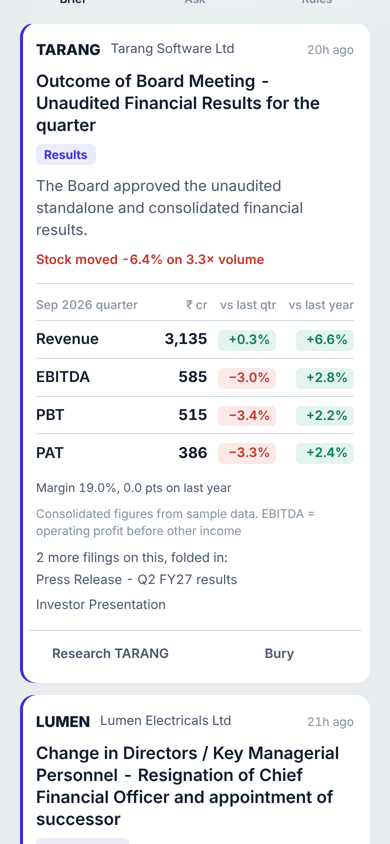 Brief Ask Rules
TARANG Tarang Software Ltd 20h ago
Outcome of Board Meeting -
Unaudited Financial Results for the
quarter
Results
The Board approved the unaudited
standalone and consolidated financial
results.
Stock moved -6.4% on 3.3× volume
Sep 2026 quarter ₹ cr vs last qtr vs last year
Revenue 3,135 +0.3% +6.6%
EBITDA 585 −3.0% +2.8%
PBT 515 −3.4% +2.2%
PAT 386 −3.3% +2.4%
Margin 19.0%, 0.0 pts on last year
Consolidated figures from sample data. EBITDA =
operating profit before other income
2 more filings on this, folded in:
Press Release - Q2 FY27 results
Investor Presentation
Research TARANG Bury
LUMEN Lumen Electricals Ltd 21h ago
Change in Directors / Key Managerial
Personnel - Resignation of Chief
Financial Officer and appointment of
successor